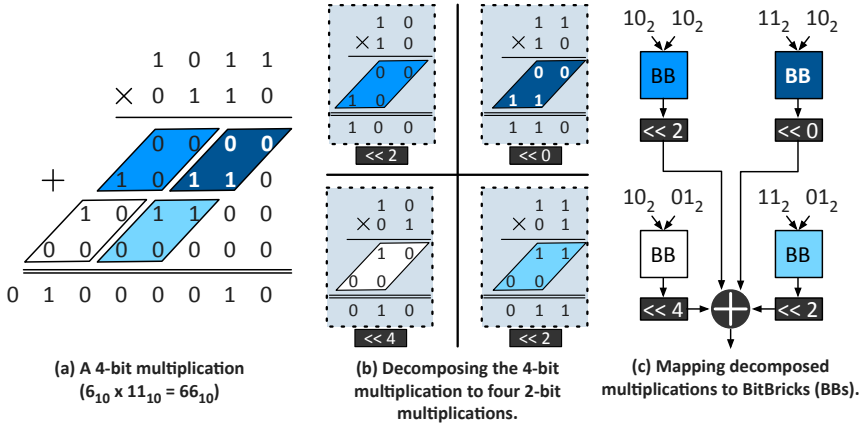 1 0 1 1
× 0 1 1 0
0 0 0 0
+ 1 0 1 1 0
1 0 1 1 0 0
0 0 0 0 0 0 0
0 1 0 0 0 0 1 0
(a) A 4-bit multiplication
(6₁₀ x 11₁₀ = 66₁₀)
1 0
× 1 0
0 0
1 0
1 0 0
<< 2
1 1
× 1 0
0 0
1 1
1 1 0
<< 0
1 0
× 0 1
1 0
0 0
0 1 0
<< 4
1 1
× 0 1
1 1
0 0
0 1 1
<< 2
(b) Decomposing the 4-bit
multiplication to four 2-bit
multiplications.
10₂ 10₂
BB
<< 2
11₂ 10₂
BB
<< 0
10₂ 01₂
BB
<< 4
11₂ 01₂
BB
<< 2
+
(c) Mapping decomposed
multiplications to BitBricks (BBs).